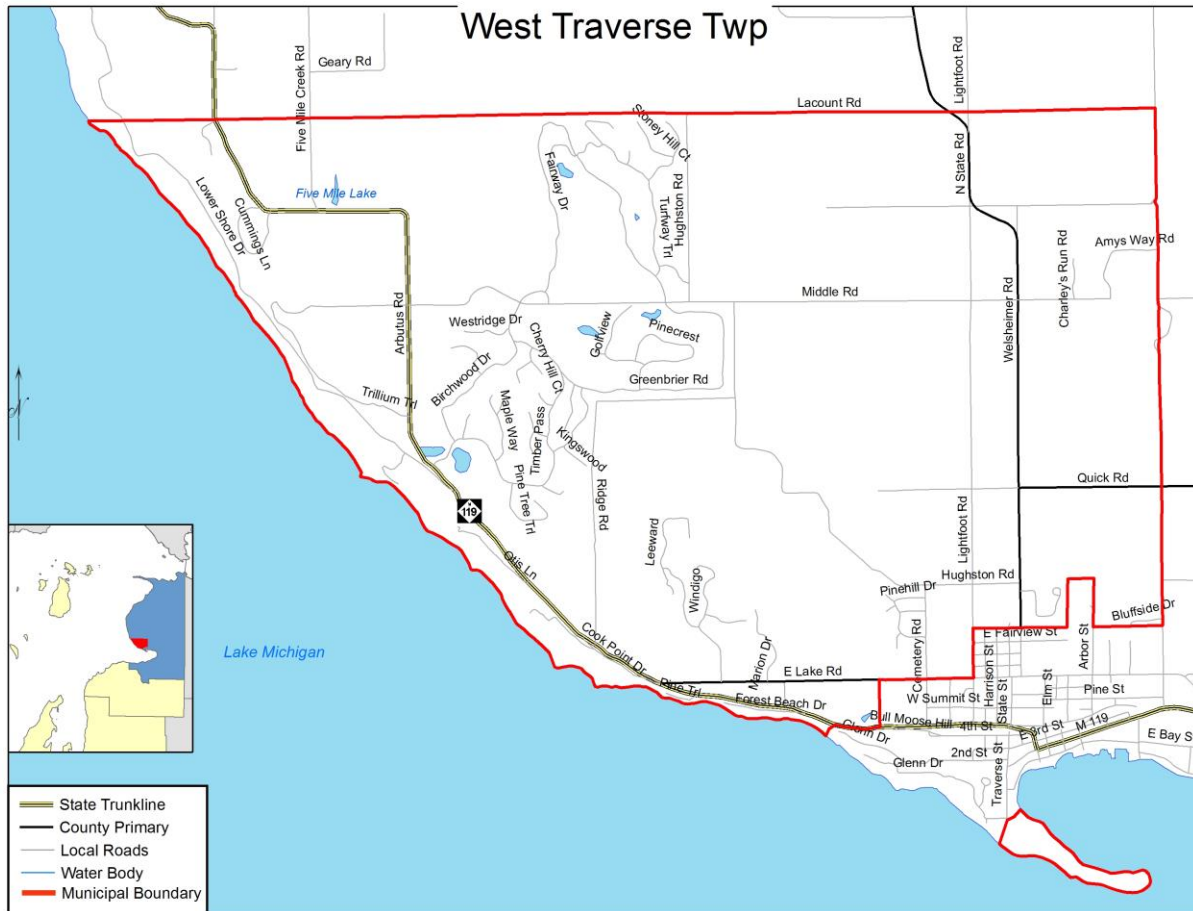 West Traverse Twp
Geary Rd
Five Mile Creek Rd
Lightfoot Rd
Lacount Rd
Stoney Hill Ct
N State Rd
Fairway Dr
Five Mile Lake
Lower Shore Dr
Cummings Ln
Turfway Trl
Hughston Rd
Amys Way Rd
Charley's Run Rd
Middle Rd
Welsheimer Rd
Arbutus Rd
Westridge Dr
Cherry Hill Ct
Golfview
Pinecrest
Birchwood Dr
Greenbrier Rd
Trillium Trl
Maple Way
Timber Pass
Kingswood
Pine Tree Trl
Ridge Rd
Quick Rd
119
Leeward
Windigo
Lightfoot Rd
Otis Ln
Hughston Rd
Pinehill Dr
Bluffside Dr
Cook Point Dr
E Fairview St
Arbor St
Lake Michigan
Marion Dr
E Lake Rd
Cemetery Rd
Harrison St
State St
Elm St
Pine St
Pine Trl
Forest Beach Dr
W Summit St
Bull Moose Hill
4th St
E 3rd St
M 119
E Bay S
2nd St
Glenn Dr
Traverse St
State Trunkline
County Primary
Local Roads
Water Body
Municipal Boundary